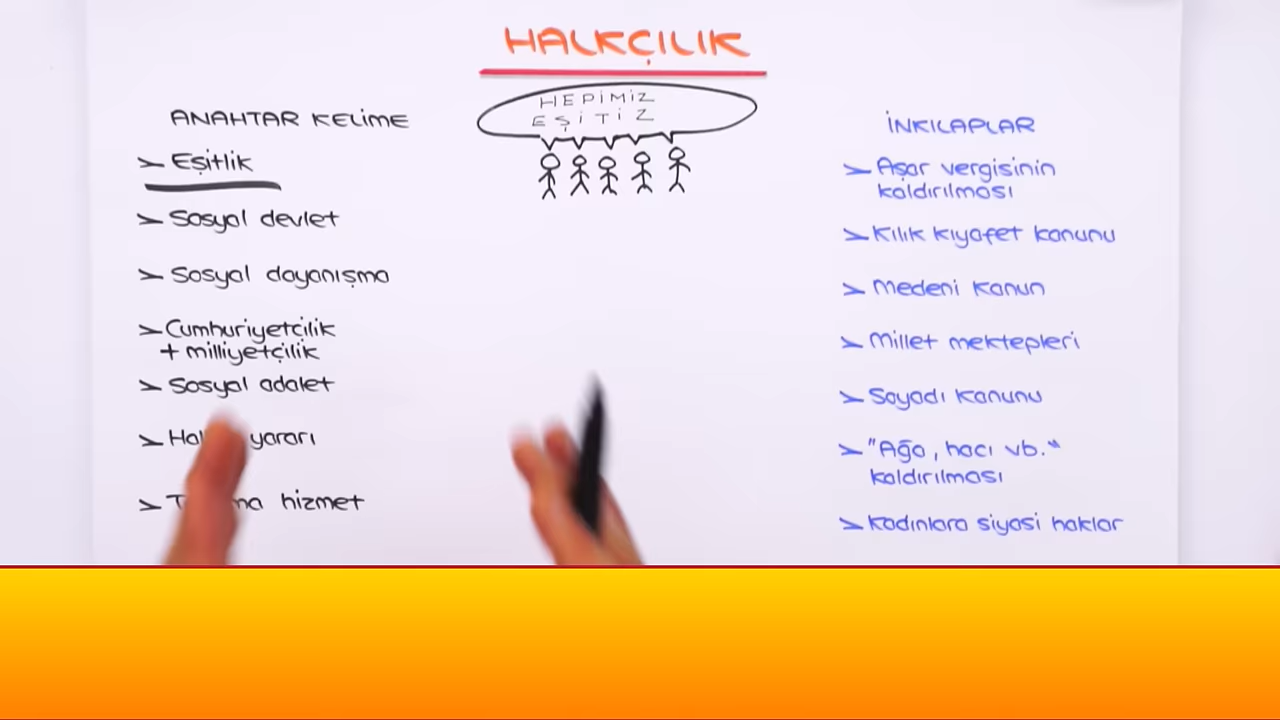 HALKÇILIK
HEPİMİZ
EŞİTİZ
ANAHTAR KELİME
➤ Eşitlik
➤ Sosyal devlet
➤ Sosyal dayanışma
➤ Cumhuriyetçilik
+ milliyetçilik
➤ Sosyal adalet
➤ yararı
➤ hizmet
İNKILAPLAR
➤ Aşar vergisinin
kaldırılması
➤ Kılık kıyafet kanunu
➤ Medeni kanun
➤ Millet mektepleri
➤ Soyadı kanunu
➤ "Ağa, hacı vb."
kaldırılması
➤ Kadınlara siyasi haklar